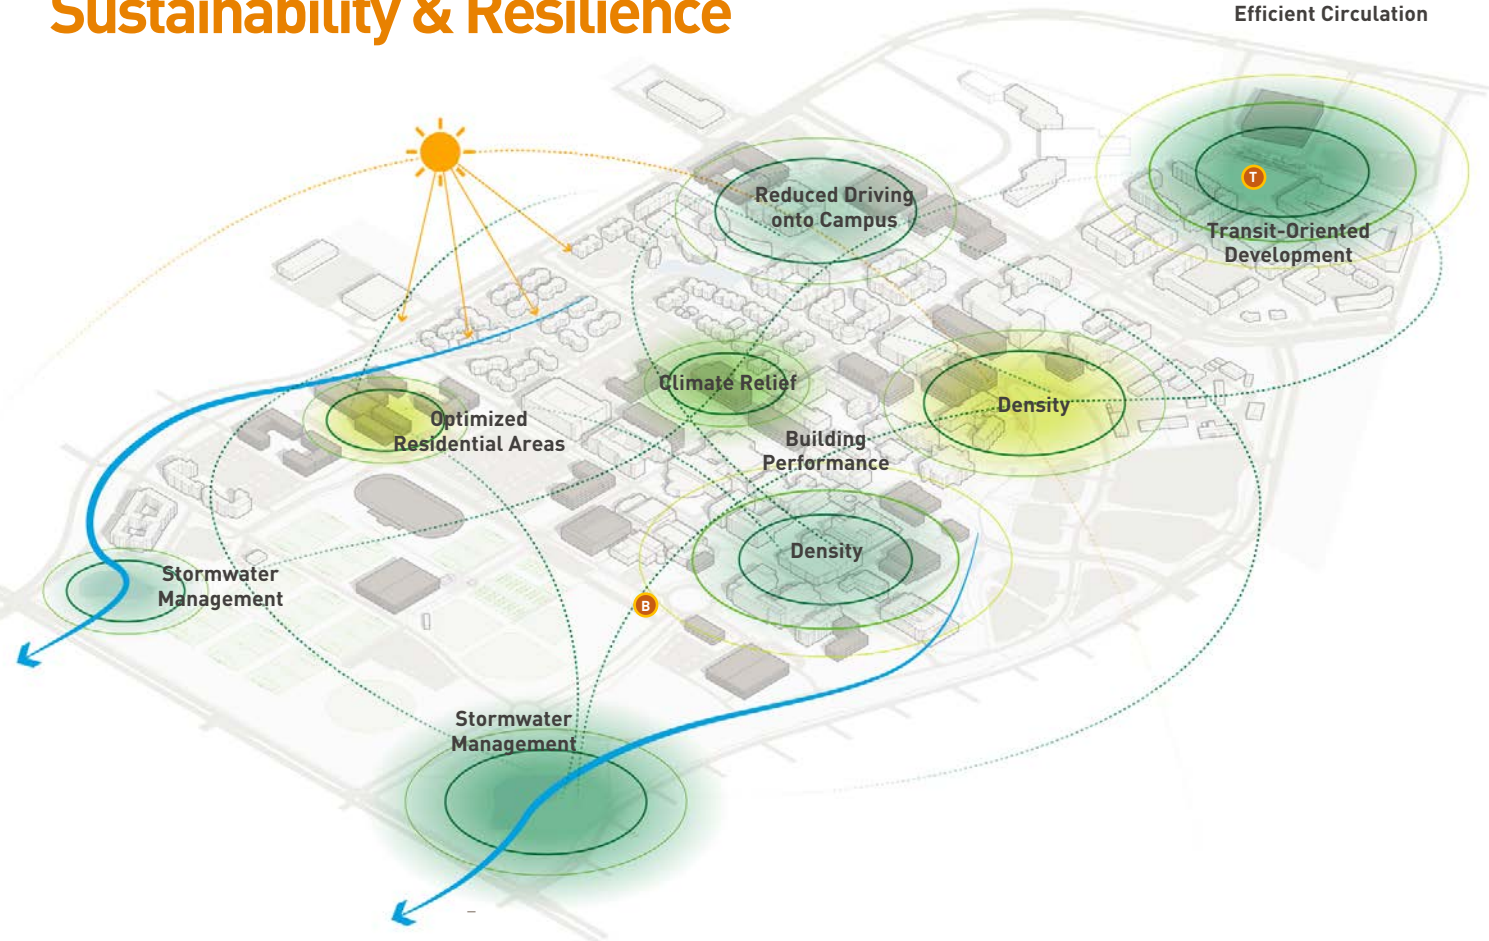 Sustainability & Resilience
Efficient Circulation
Reduced Driving
onto Campus
T
Transit-Oriented
Development
Climate Relief
Density
Optimized
Residential Areas
Building
Performance
Density
Stormwater
Management
B
Stormwater
Management